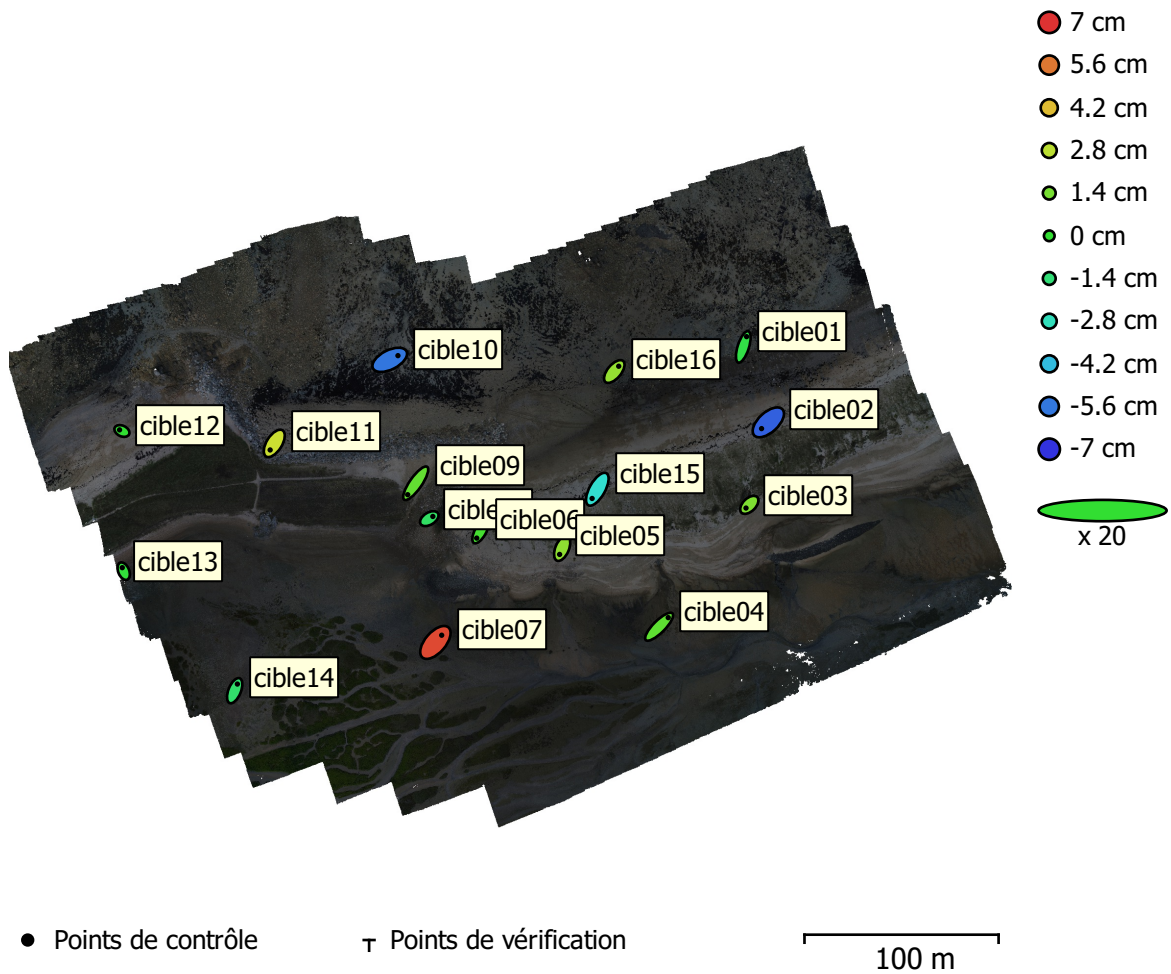 7 cm
5.6 cm
4.2 cm
2.8 cm
1.4 cm
0 cm
-1.4 cm
-2.8 cm
-4.2 cm
-5.6 cm
-7 cm
x 20
cible01
cible10
cible16
cible02
cible12
cible11
cible09
cible15
cible03
cible06
cible05
cible13
cible04
cible07
cible14
Points de contrôle
Points de vérification
100 m